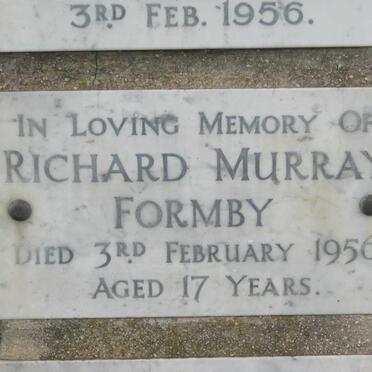 3RD FEB. 1956.
IN LOVING MEMORY OF
RICHARD MURRAY
FORMBY
DIED 3RD FEBRUARY 1956
AGED 17 YEARS.